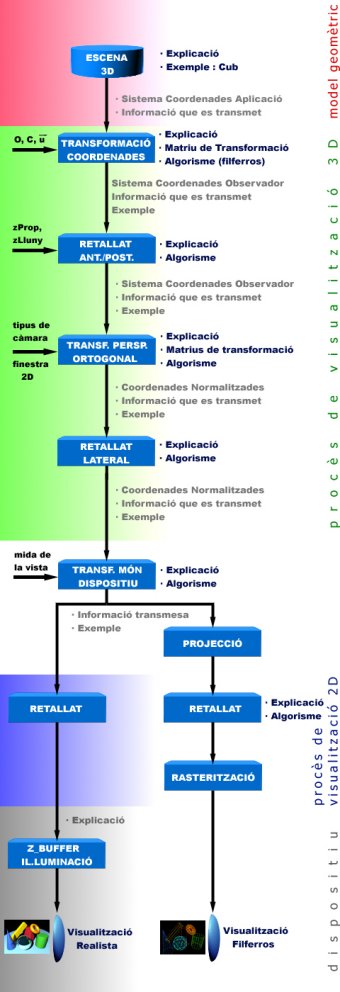 ESCENA
3D
· Explicació
· Exemple : Cub
· Sistema Coordenades Aplicació
· Informació que es transmet
O, C, u
TRANSFORMACIÓ
COORDENADES
· Explicació
· Matriu de Transformació
· Algorisme (filferros)
Sistema Coordenades Observador
Informació que es transmet
Exemple
zProp,
zLluny
RETALLAT
ANT./POST.
· Explicació
· Algorisme
· Sistema Coordenades Observador
· Informació que es transmet
· Exemple
tipus de
càmara
finestra
2D
TRANSF. PERSP.
ORTOGONAL
· Explicació
· Matrius de transformació
· Algorisme
· Coordenades Normalitzades
· Informació que es transmet
· Exemple
RETALLAT
LATERAL
· Explicació
· Algorisme
· Coordenades Normalitzades
· Informació que es transmet
· Exemple
mida de
la vista
TRANSF. MÓN
DISPOSITIU
· Explicació
· Algorisme
· Informació transmesa
· Exemple
PROJECCIÓ
RETALLAT
RETALLAT
· Explicació
· Algorisme
RASTERITZACIÓ
· Explicació
Z_BUFFER
IL.LUMINACIÓ
Visualització
Realista
Visualització
Filferros
model geomètric
procès de visualització 3D
procès de
visualització 2D
dispositiu